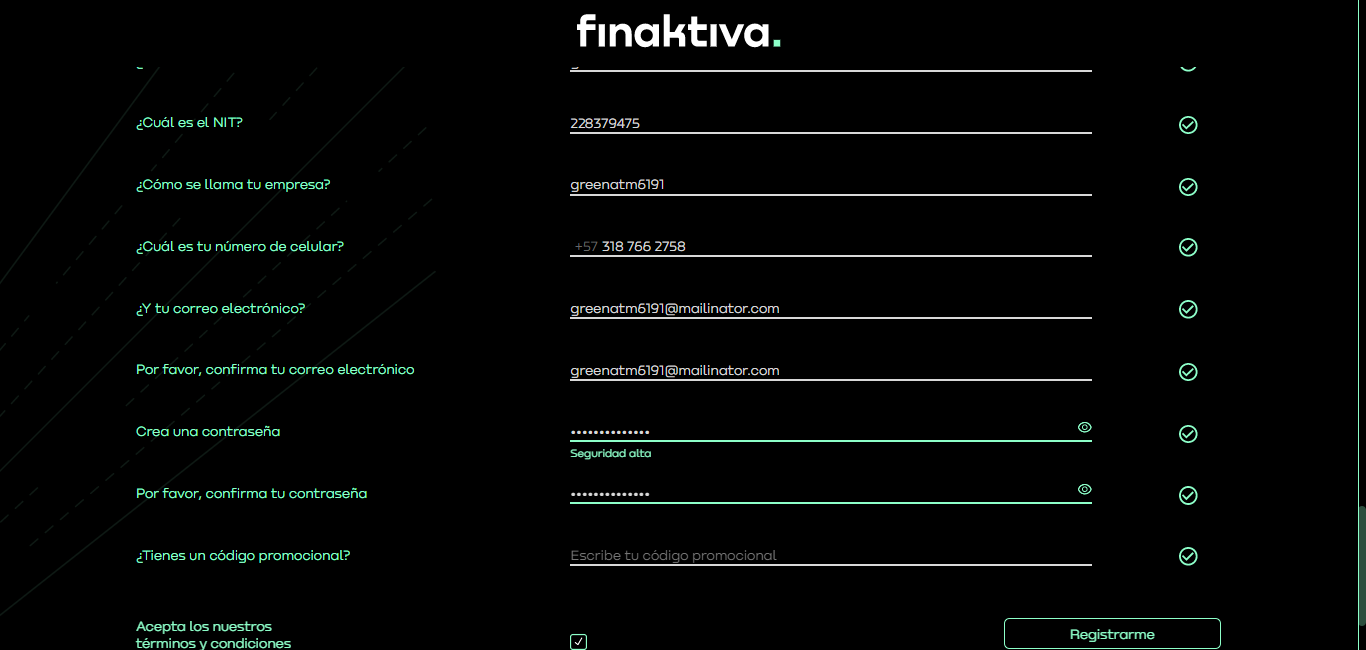 finaktiva.
¿Cuál es el NIT?
228379475
¿Cómo se llama tu empresa?
greenatm6191
¿Cuál es tu número de celular?
+57 318 766 2758
¿Y tu correo electrónico?
greenatm6191@mailinator.com
Por favor, confirma tu correo electrónico
greenatm6191@mailinator.com
Crea una contraseña
••••••••••••••
Seguridad alta
Por favor, confirma tu contraseña
••••••••••••••
¿Tienes un código promocional?
Escribe tu código promocional
Acepta los nuestros
términos y condiciones
Registrarme